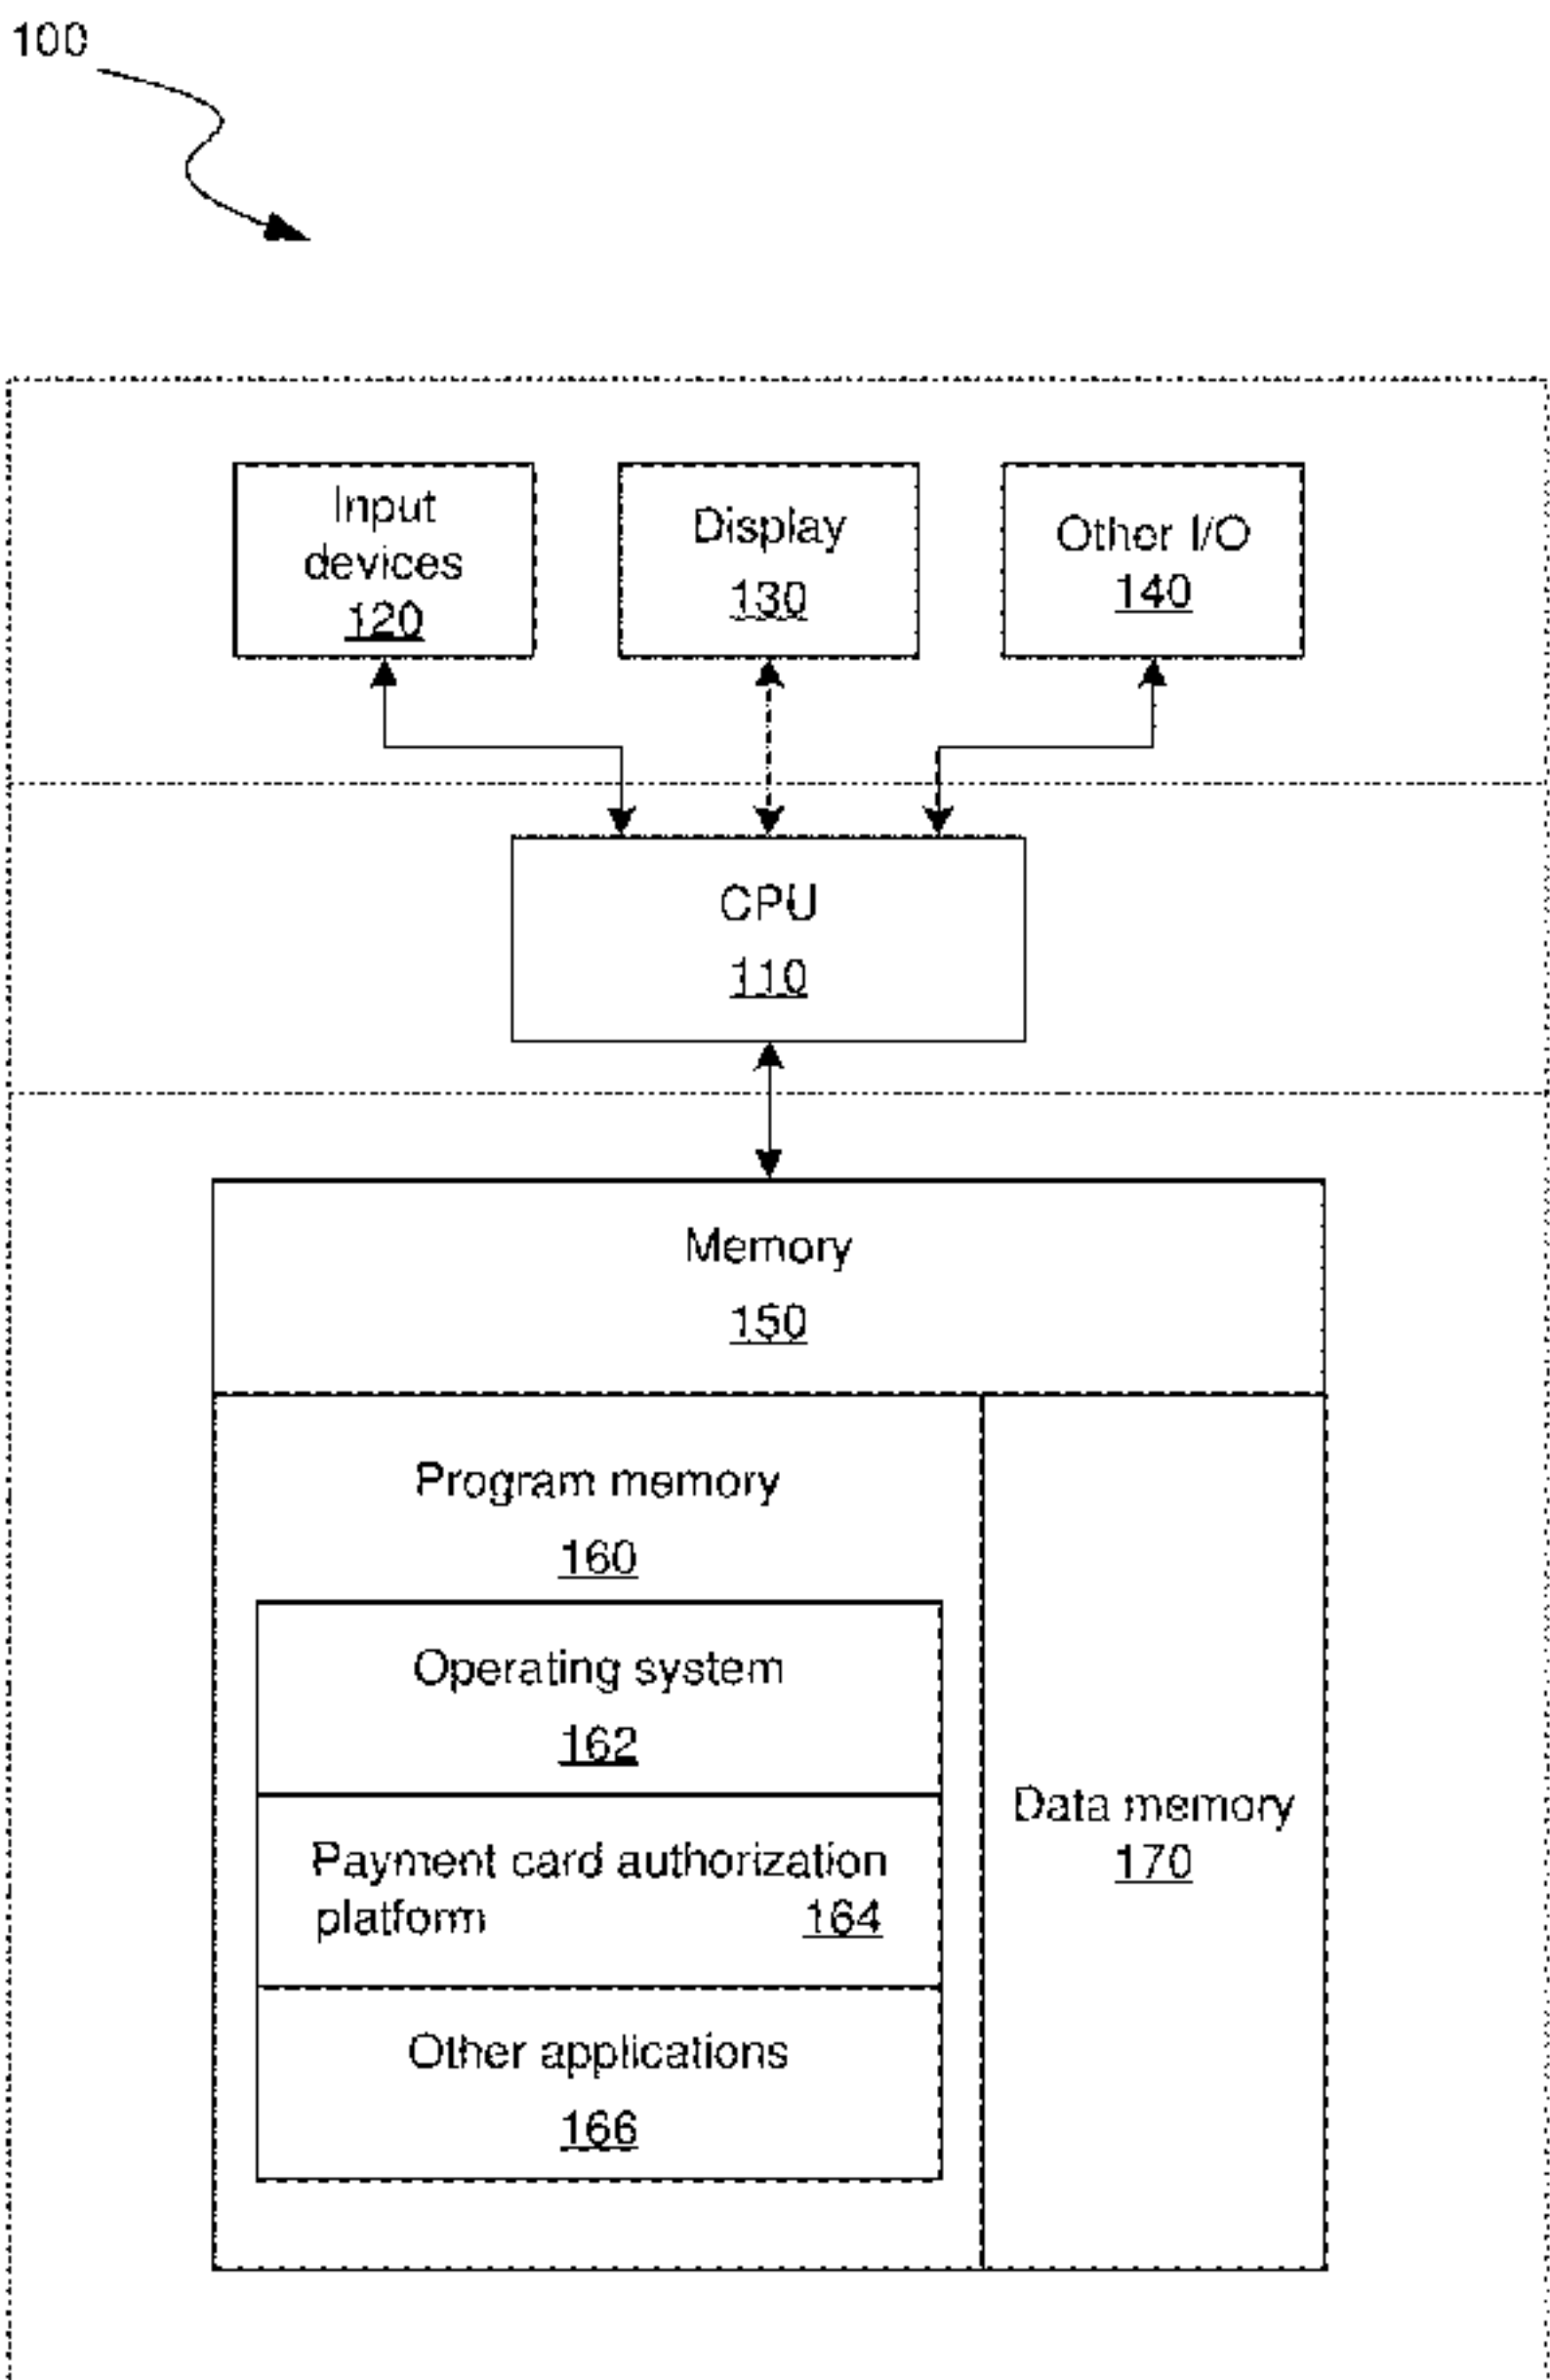 100
Input
devices
120
Display
130
Other I/O
140
CPU
110
Memory
150
Program memory
160
Operating system
162
Payment card authorization
platform 164
Other applications
166
Data memory
170